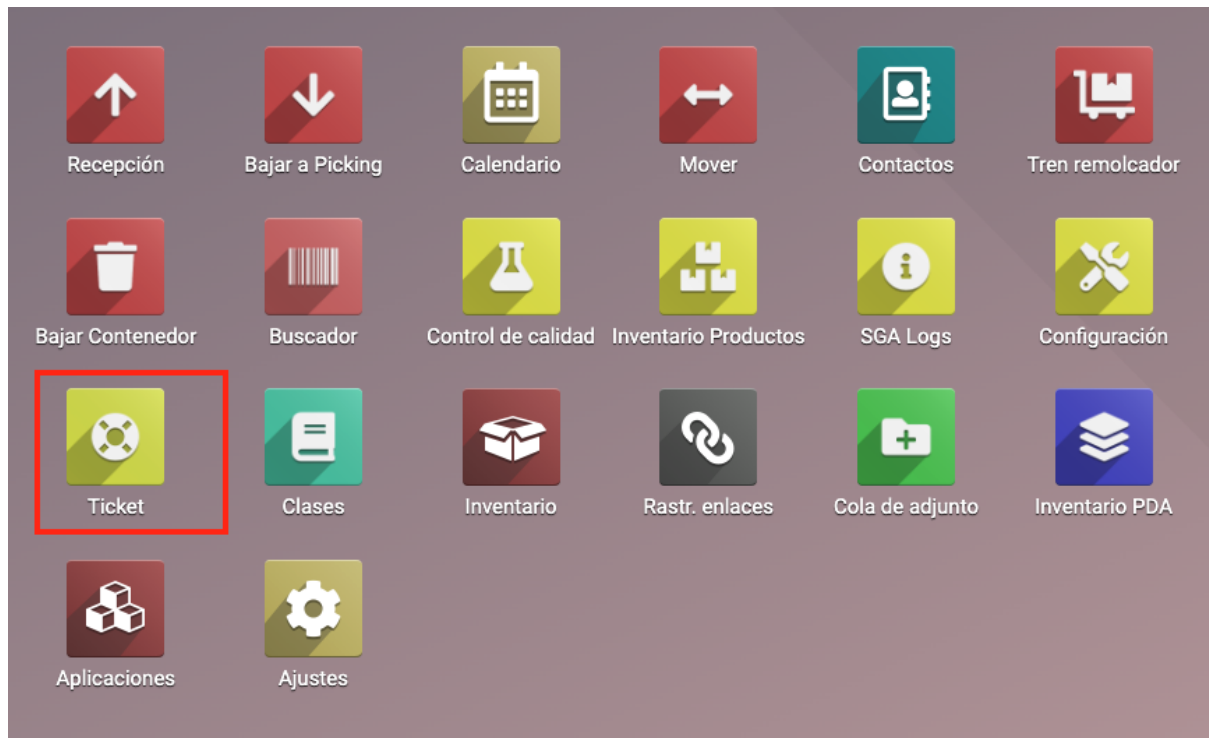 Recepción
Bajar a Picking
Calendario
Mover
Contactos
Tren remolcador
Bajar Contenedor
Buscador
Control de calidad
Inventario Productos
SGA Logs
Configuración
Ticket
Clases
Inventario
Rastr. enlaces
Cola de adjunto
Inventario PDA
Aplicaciones
Ajustes